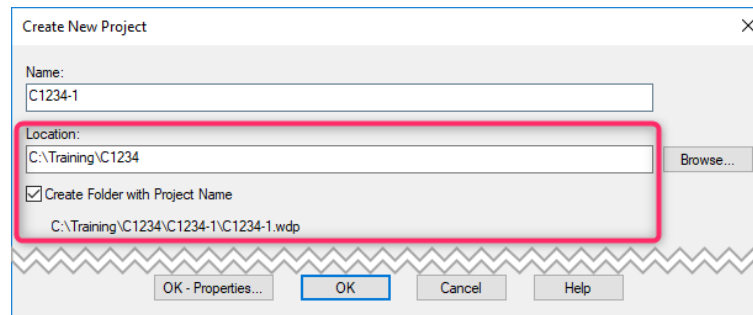 Create New Project
Name:
C1234-1
Location:
C:\Training\C1234
Browse...
Create Folder with Project Name
C:\Training\C1234\C1234-1\C1234-1.wdp
OK - Properties...
OK
Cancel
Help